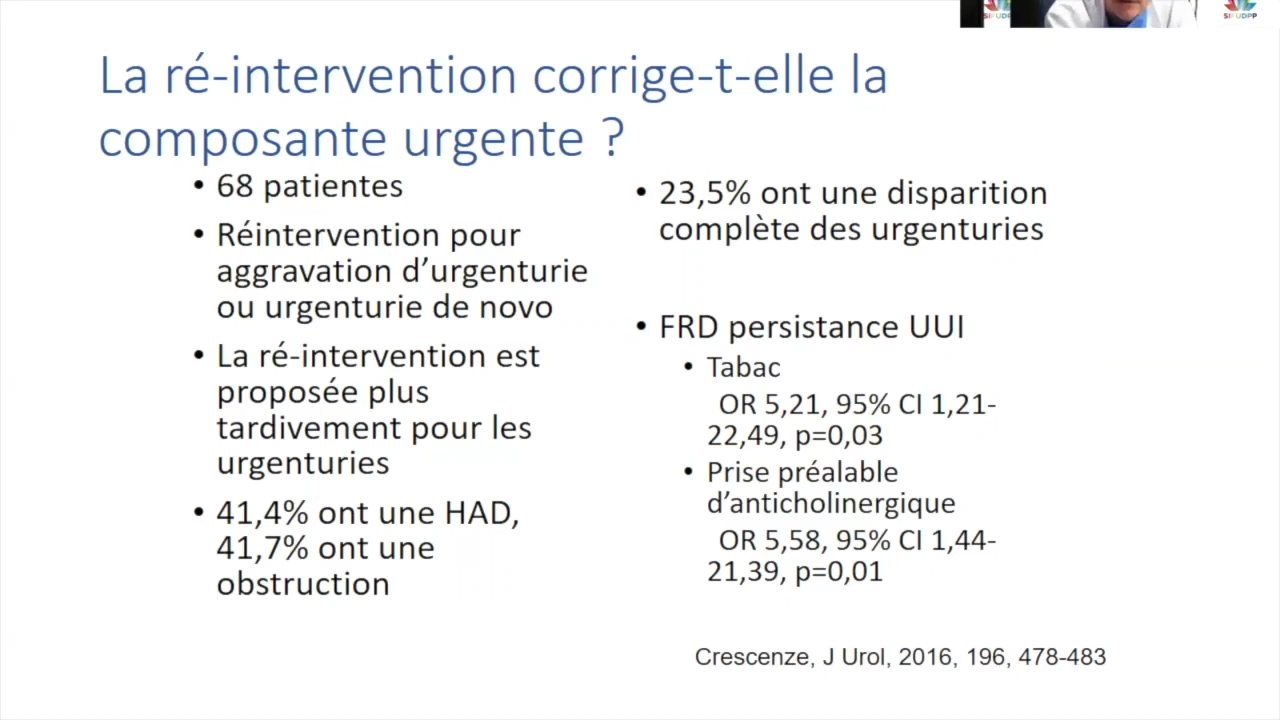 La ré-intervention corrige-t-elle la
composante urgente ?
• 68 patientes
• Réintervention pour
aggravation d’urgenturie
ou urgenturie de novo
• La ré-intervention est
proposée plus
tardivement pour les
urgenturies
• 41,4% ont une HAD,
41,7% ont une
obstruction
• 23,5% ont une disparition
complète des urgenturies
• FRD persistance UUI
• Tabac
OR 5,21, 95% CI 1,21-
22,49, p=0,03
• Prise préalable
d’anticholinergique
OR 5,58, 95% CI 1,44-
21,39, p=0,01
Crescenze, J Urol, 2016, 196, 478-483
SIFUDPP